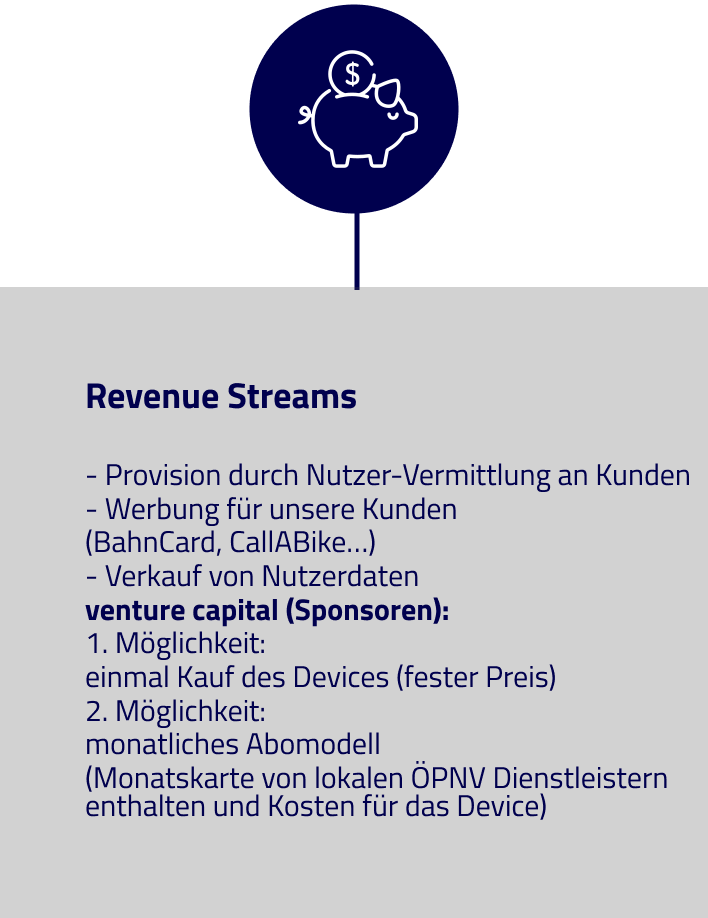 $
Revenue Streams
- Provision durch Nutzer-Vermittlung an Kunden
- Werbung für unsere Kunden
(BahnCard, CallABike...)
- Verkauf von Nutzerdaten
venture capital (Sponsoren):
1. Möglichkeit:
einmal Kauf des Devices (fester Preis)
2. Möglichkeit:
monatliches Abomodell
(Monatskarte von lokalen ÖPNV Dienstleistern
enthalten und Kosten für das Device)